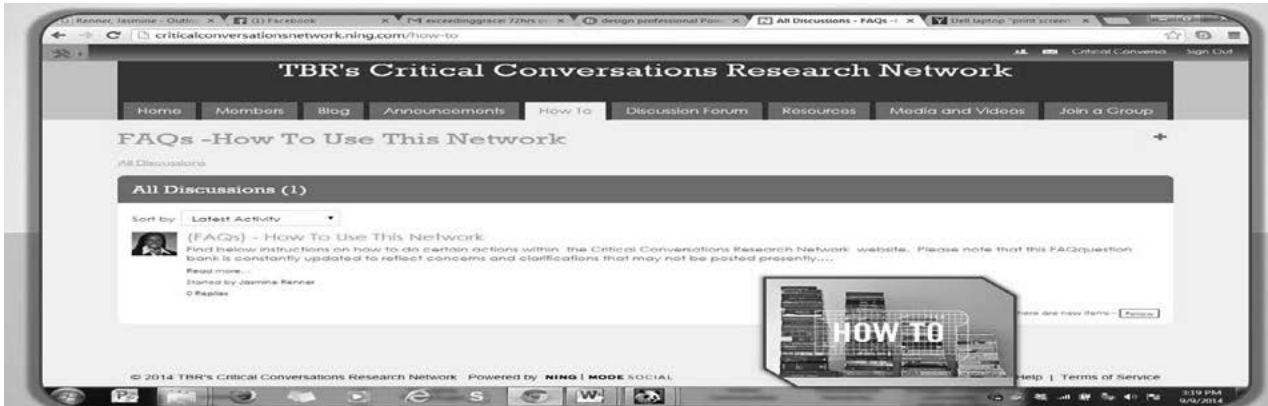 Renner, Jasmine - Outlo
(1) Facebook
exceedinggrace: 72hrs
design professional Pow
All Discussions - FAQs -
Dell laptop "print screen
criticalconversationsnetwork.ning.com/how-to
Critical Conversa
Sign Out
TBR's Critical Conversations Research Network
Home Members Blog Announcements How To Discussion Forum Resources Media and Videos Join a Group
FAQs -How To Use This Network
All Discussions
All Discussions (1)
Sort by Latest Activity
(FAQs) - How To Use This Network
Find below instructions on how to do certain actions within the Critical Conversations Research Network website. Please note that this FAQquestion
bank is constantly updated to reflect concerns and clarifications that may not be posted presently....
Read more...
Started by Jasmine Renner
0 Replies
here are new items – Follow
HOW TO
© 2014 TBR's Critical Conversations Research Network Powered by NING MODE SOCIAL
Help | Terms of Service
3:19 PM
9/9/2014